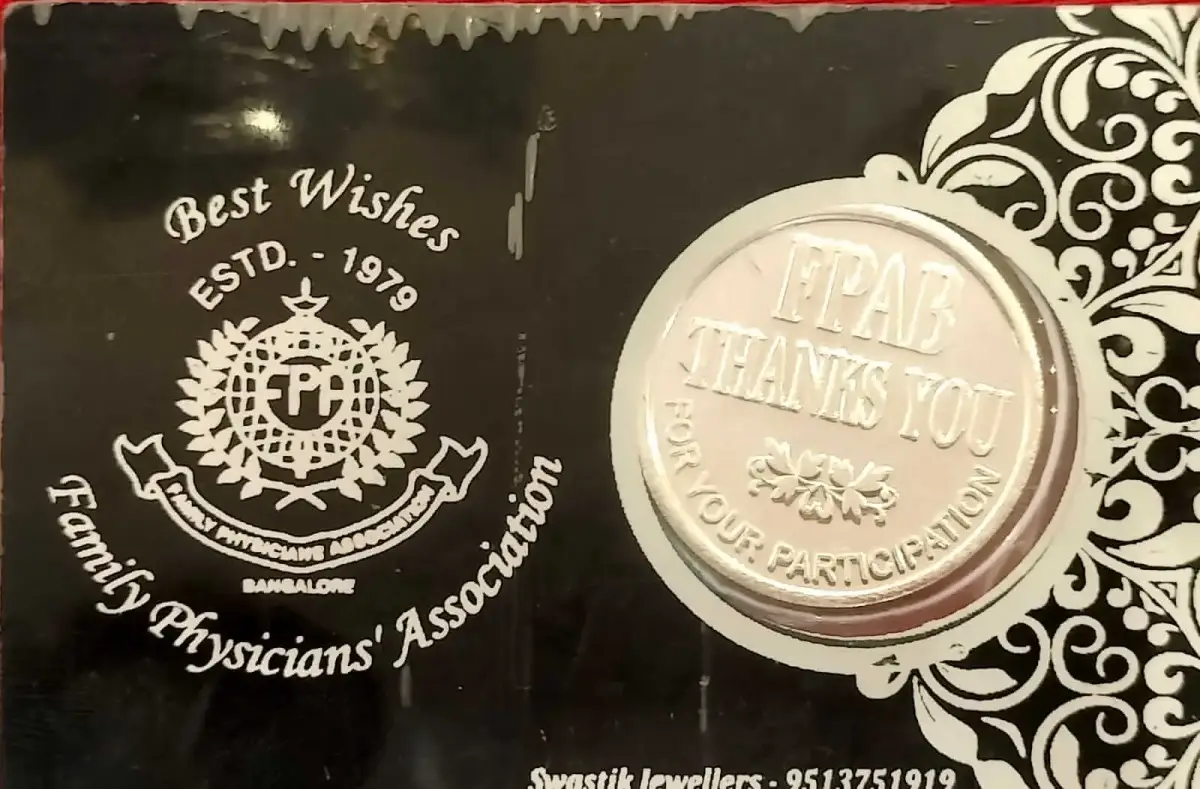 Best Wishes
ESTD. - 1979
FPA
FAMILY PHYSICIANS ASSOCIATION
BANGALORE
Family Physicians' Association
FPAB
THANKS YOU
FOR YOUR PARTICIPATION
Swastik Jewellers - 9513751919